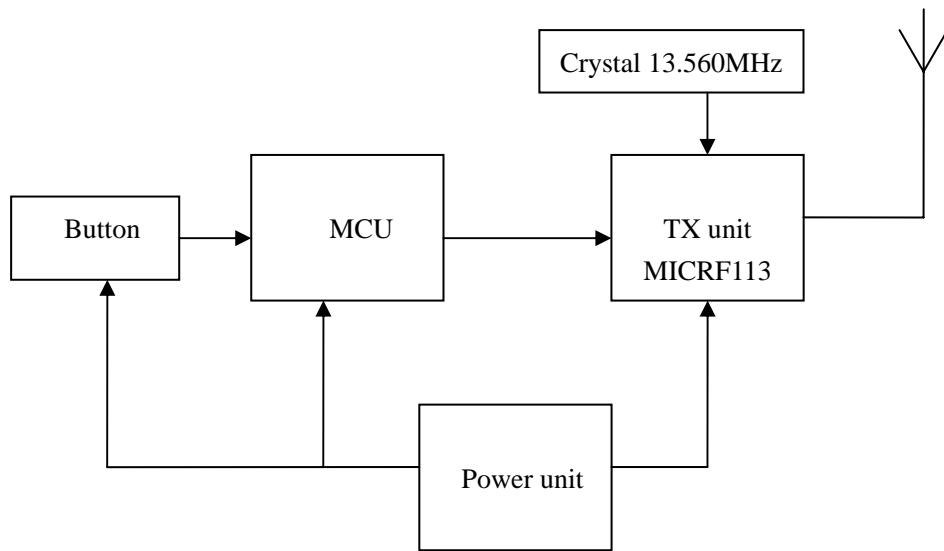 Crystal 13.560MHz
Button
MCU
TX unit
MICRF113
Power unit